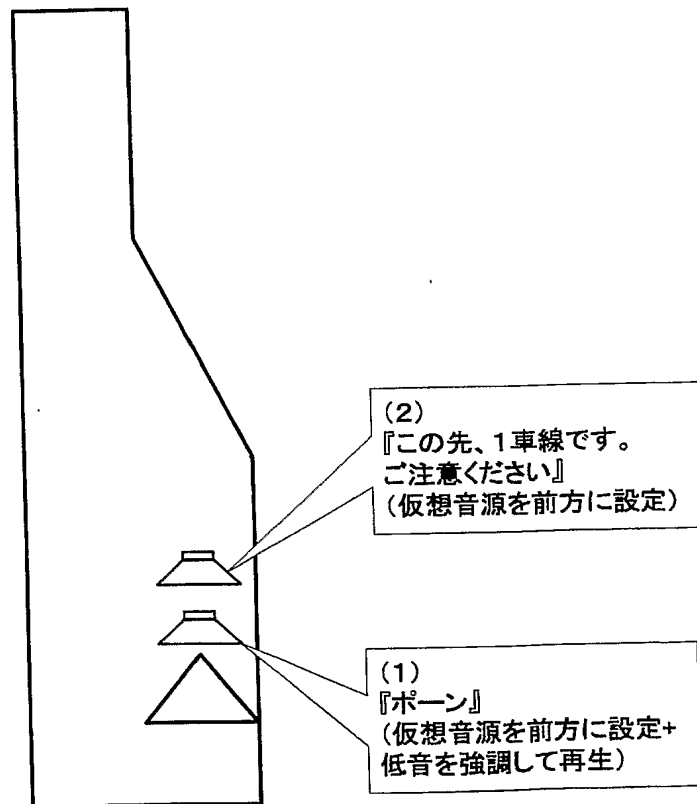 (2)
『この先、1車線です。
ご注意ください』
(仮想音源を前方に設定)
(1)
『ポーン』
(仮想音源を前方に設定+
低音を強調して再生)